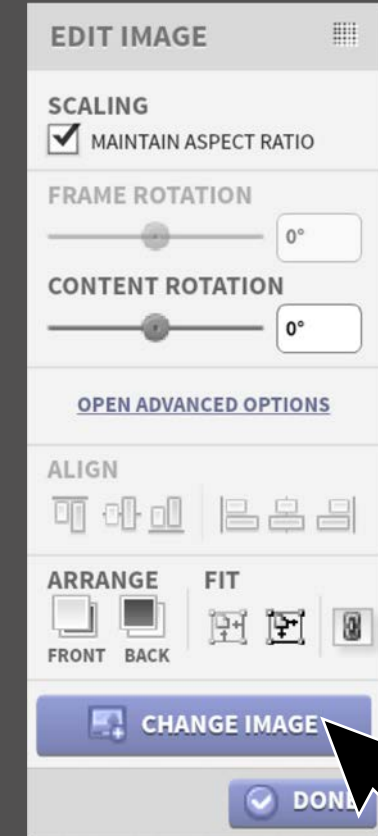 EDIT IMAGE
SCALING
MAINTAIN ASPECT RATIO
FRAME ROTATION
0°
CONTENT ROTATION
0°
OPEN ADVANCED OPTIONS
ALIGN
ARRANGE FIT
FRONT BACK
CHANGE IMAGE
DONE